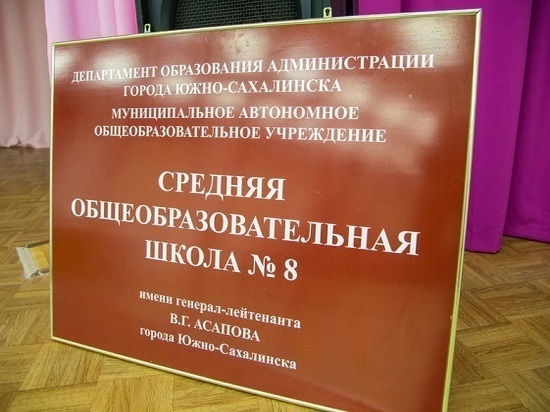 ДЕПАРТАМЕНТ ОБРАЗОВАНИЯ АДМИНИСТРАЦИИ
ГОРОДА ЮЖНО-САХАЛИНСКА
МУНИЦИПАЛЬНОЕ АВТОНОМНОЕ
ОБЩЕОБРАЗОВАТЕЛЬНОЕ УЧРЕЖДЕНИЕ
СРЕДНЯЯ
ОБЩЕОБРАЗОВАТЕЛЬНАЯ
ШКОЛА № 8
имени генерал-лейтенанта
В.Г. АСАПОВА
города Южно-Сахалинска